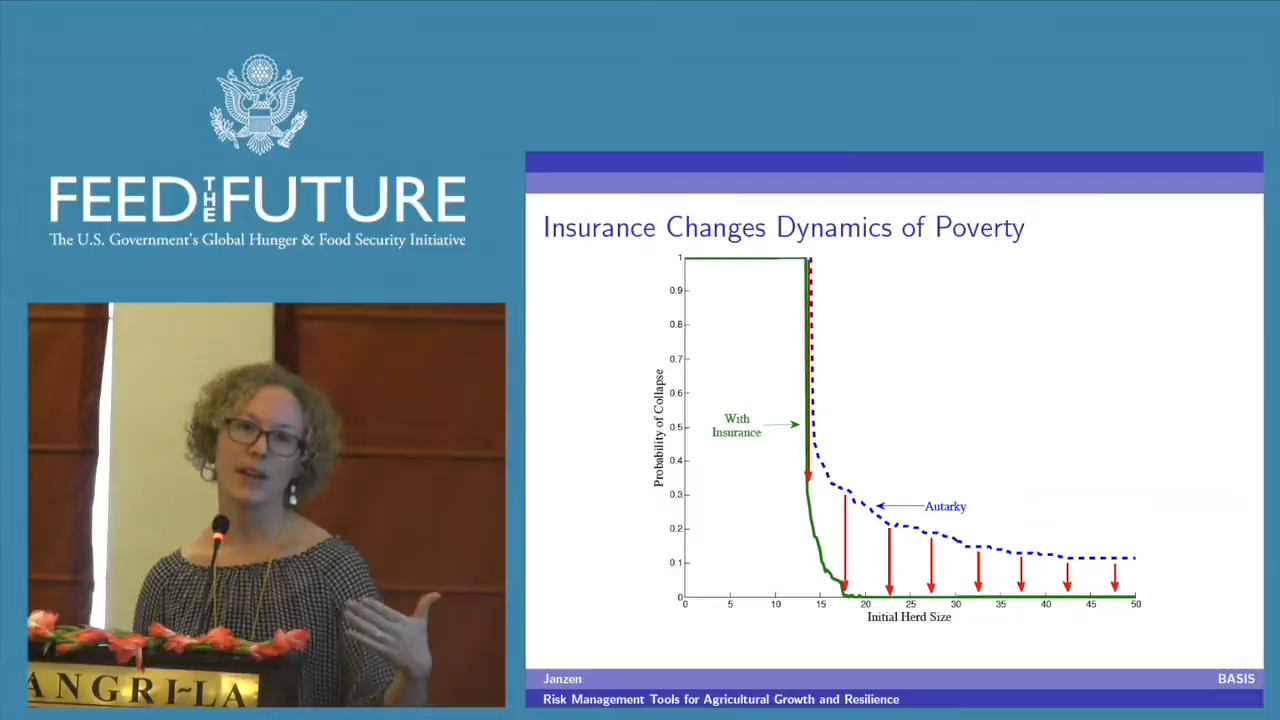 FEED THE FUTURE
The U.S. Government's Global Hunger & Food Security Initiative
ANGRI~LA
Insurance Changes Dynamics of Poverty
Probability of Collapse
1
0.9
0.8
0.7
0.6
0.5
0.4
0.3
0.2
0.1
0
With
Insurance
Autarky
0 5 10 15 20 25 30 35 40 45 50
Initial Herd Size
Janzen BASIS
Risk Management Tools for Agricultural Growth and Resilience